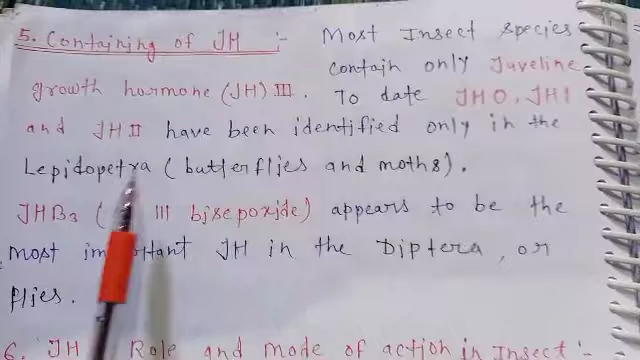 5. Containing of JH :- Most Insect species
contain only Juveline
growth hormone (JH) III. To date JHO, JHI
and JH II have been identified only in the
Lepidopetra (butterflies and moths).
JHB3 ( III bisepoxide) appears to be the
most important JH in the Diptera, or
flies.
6. JH Role and mode of action in Insect :-